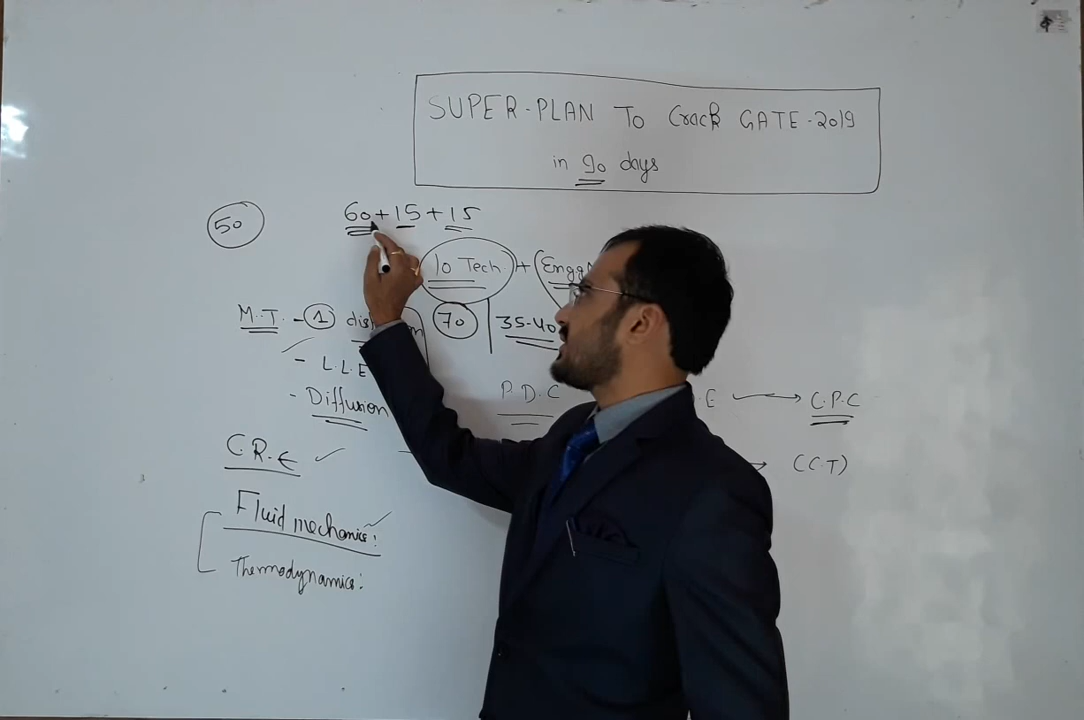 SUPER-PLAN To Crack GATE-2019
in 90 days
50
60+15+15
10 Tech + Engg
70 35-40
M.T. - 1
- L.L.E
- Diffusion
P.D.C
E → C.P.C
C.R.E
(C.T)
Fluid mechanics:
Thermodynamics: